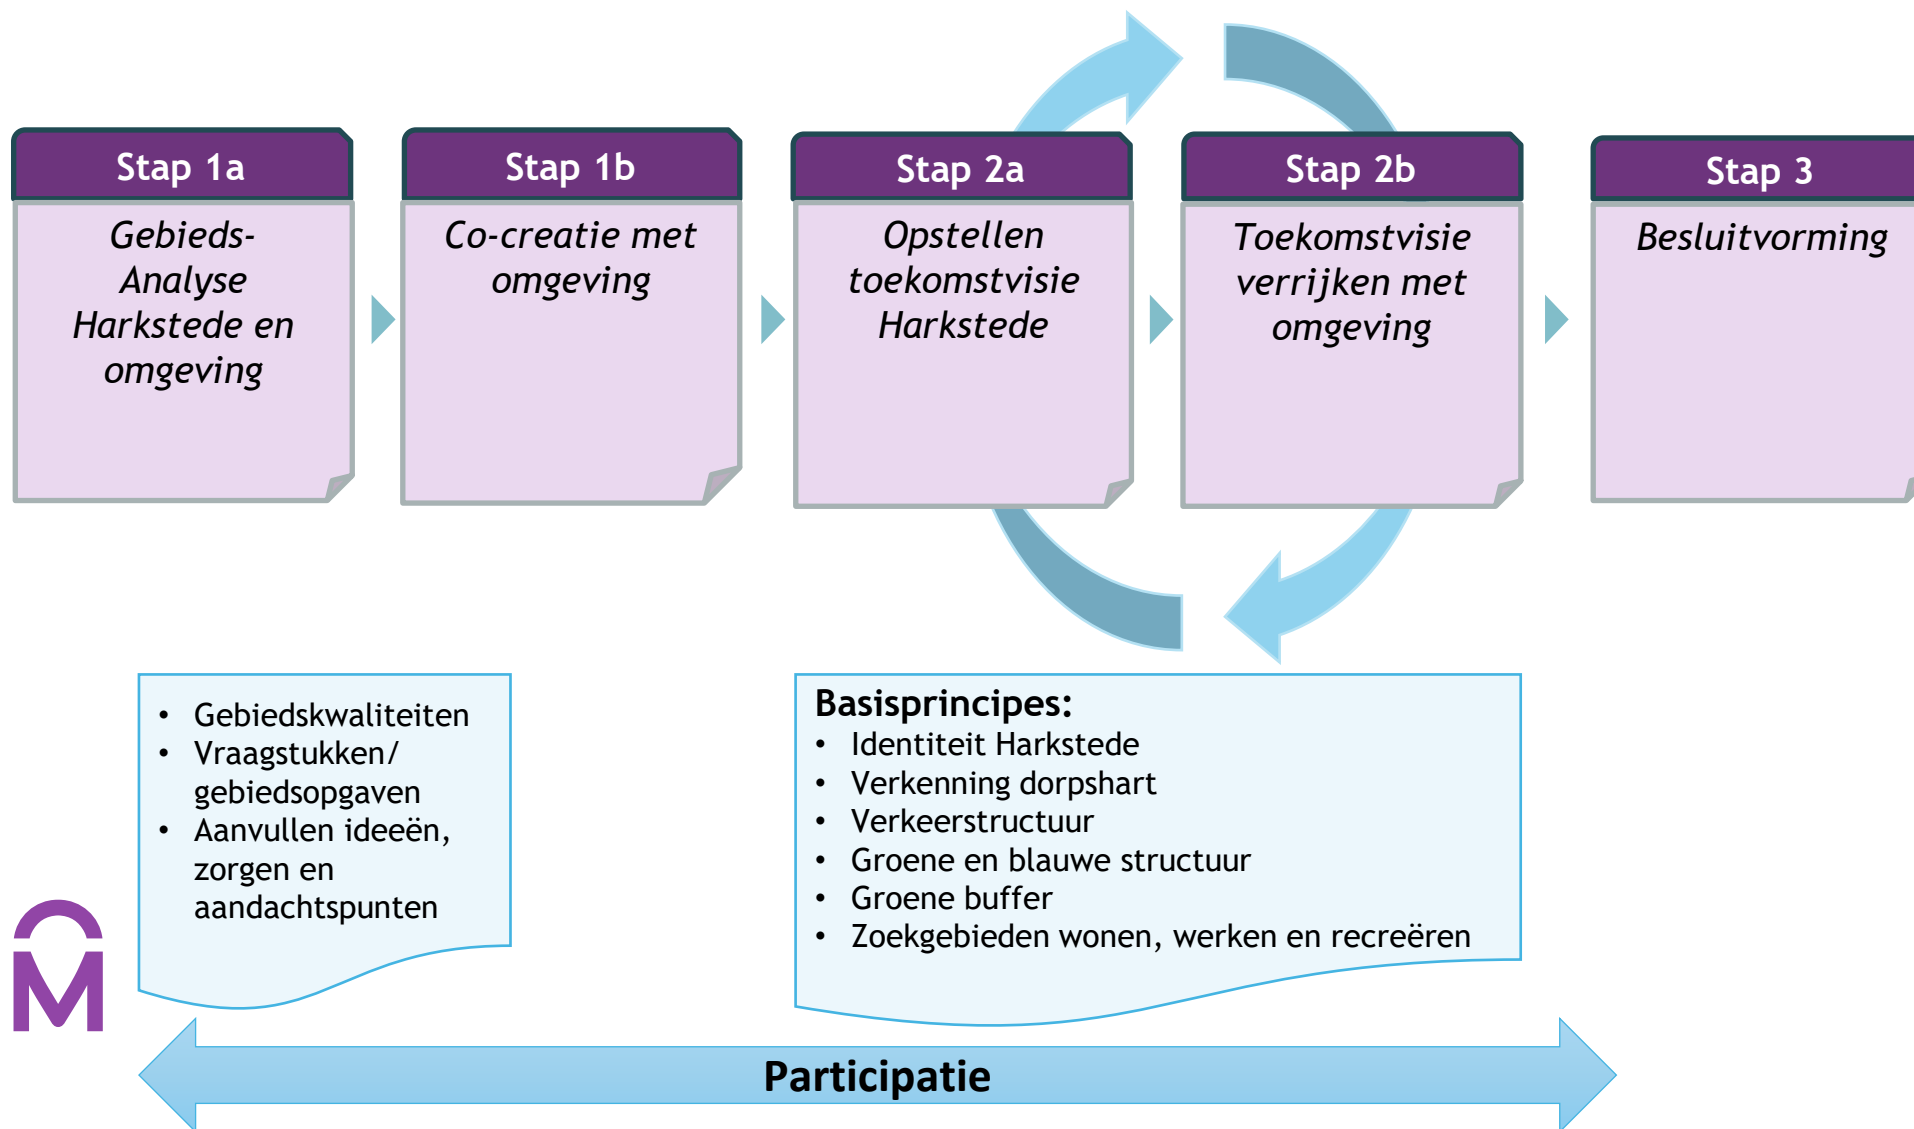 Stap 1a
Gebieds-
Analyse
Harkstede en
omgeving
Stap 1b
Co-creatie met
omgeving
Stap 2a
Opstellen
toekomstvisie
Harkstede
Stap 2b
Toekomstvisie
verrijken met
omgeving
Stap 3
Besluitvorming
• Gebiedskwaliteiten
• Vraagstukken/
gebiedsopgaven
• Aanvullen ideeën,
zorgen en
aandachtspunten
Basisprincipes:
• Identiteit Harkstede
• Verkenning dorpshart
• Verkeerstructuur
• Groene en blauwe structuur
• Groene buffer
• Zoekgebieden wonen, werken en recreëren
M
Participatie